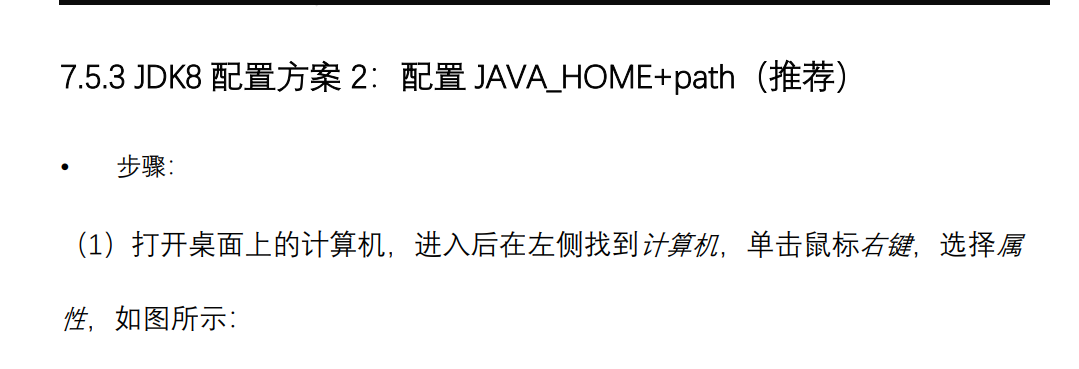 7.5.3 JDK8 配置方案 2：配置 JAVA_HOME+path（推荐）
• 步骤：
（1）打开桌面上的计算机，进入后在左侧找到计算机，单击鼠标右键，选择属
性，如图所示：